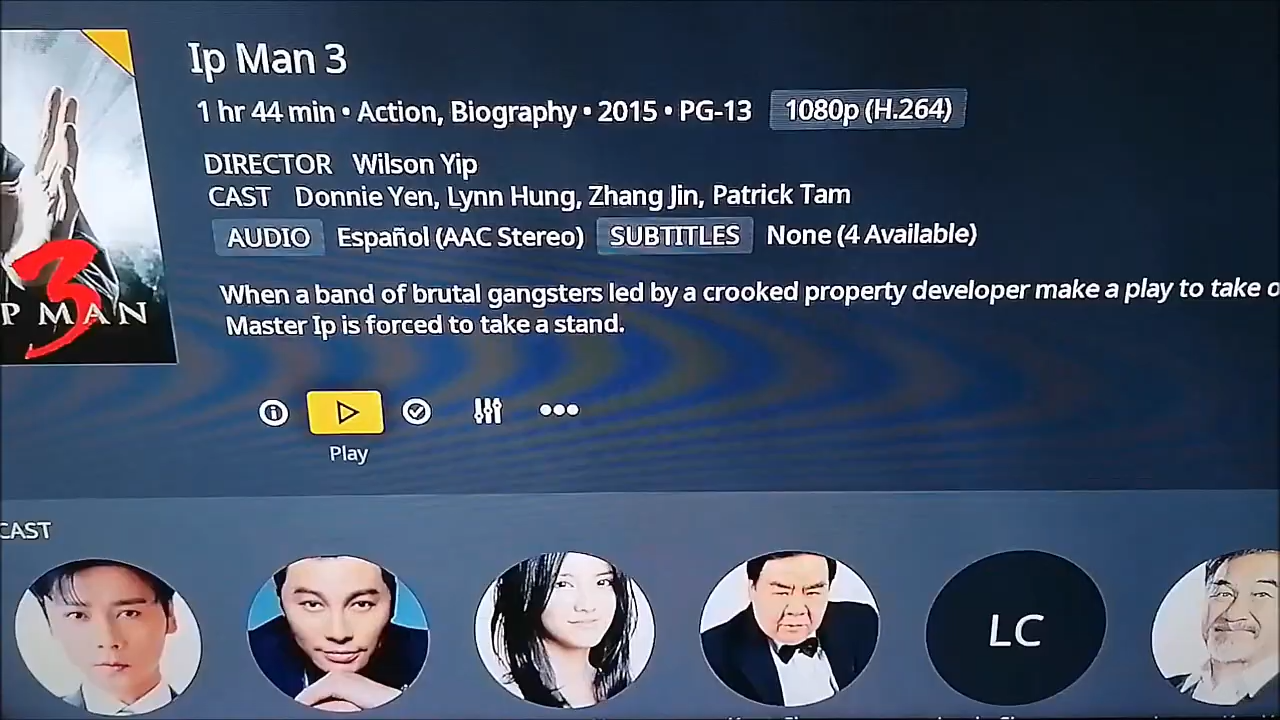 Ip Man 3
1 hr 44 min • Action, Biography • 2015 • PG-13 1080p (H.264)
DIRECTOR Wilson Yip
CAST Donnie Yen, Lynn Hung, Zhang Jin, Patrick Tam
AUDIO Español (AAC Stereo) SUBTITLES None (4 Available)
When a band of brutal gangsters led by a crooked property developer make a play to take
Master Ip is forced to take a stand.
3
P MAN
Play
CAST
LC